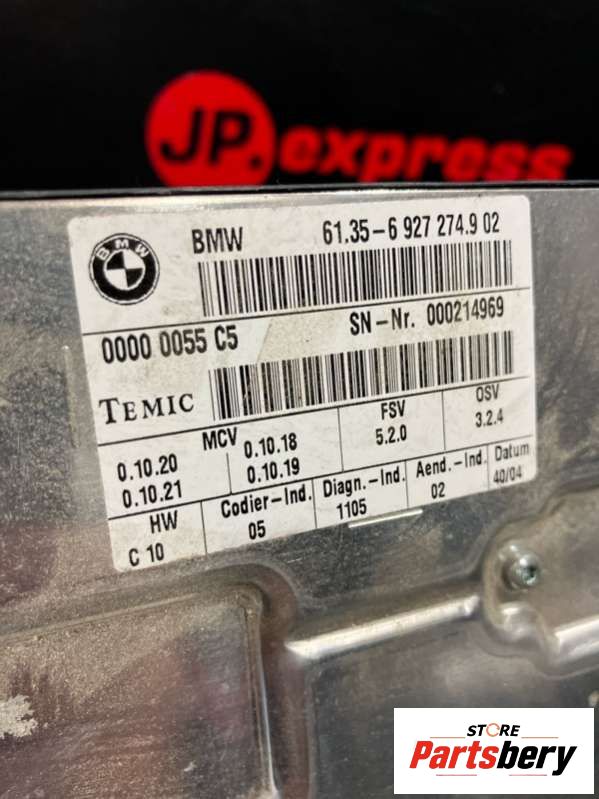 JP.express
BMW
BMW 61.35-6 927 274.9 02
0000 0055 C5 SN-Nr. 000214969
TEMIC
MCV FSV OSV
0.10.20 0.10.18 5.2.0 3.2.4
0.10.21 0.10.19
HW Codier-Ind. Diagn.-Ind. Aend.-Ind. Datum
C 10 05 1105 02 40/04
STORE
Partsbery